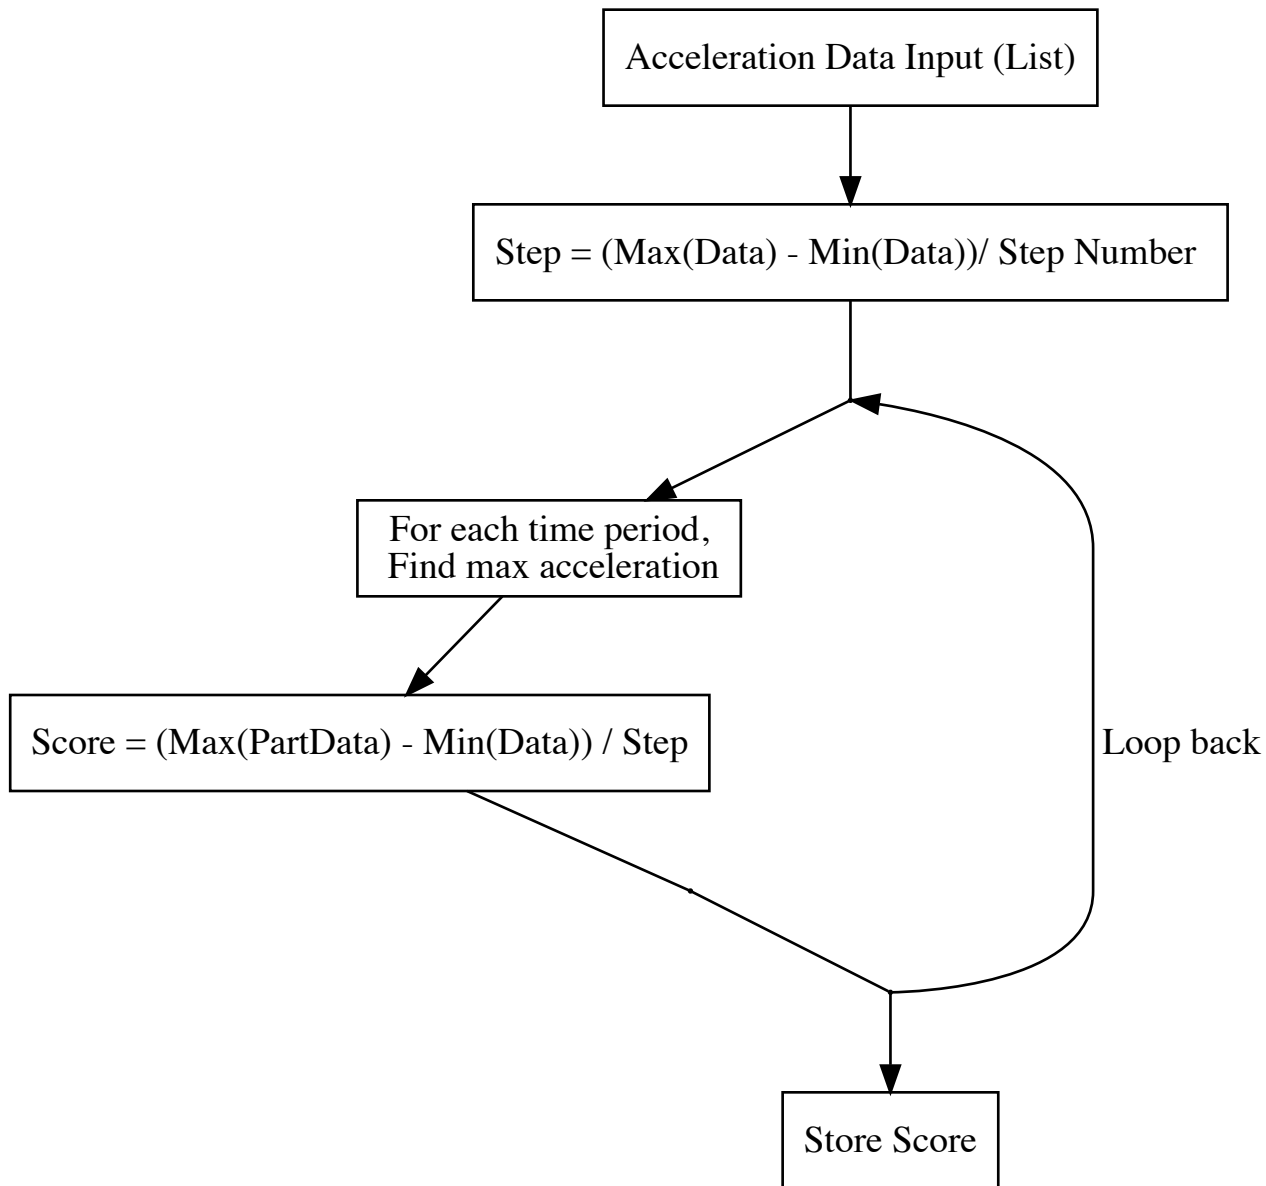 Acceleration Data Input (List)
Step = (Max(Data) - Min(Data))/ Step Number
For each time period,
Find max acceleration
Score = (Max(PartData) - Min(Data)) / Step
Loop back
Store Score